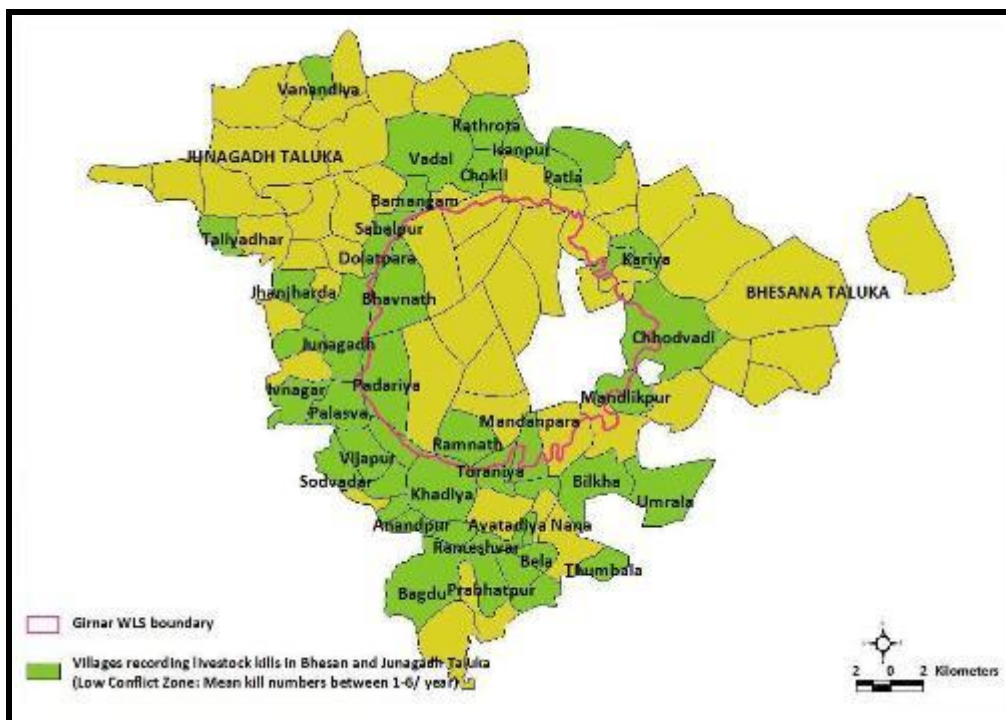 Vanandiya
Rathrota
JUNAGADH TALUKA
Vadal
Isanpur
Chokli
Patla
Bamangam
Sabalpur
Taliyadhar
Dolatpara
Kariya
Jhanjharda
Bhavnath
BHESANA TALUKA
Junagadh
Chhodvadi
Ivnagar
Padariya
Mandlikpur
Palasva
Mandanpara
Ramnath
Vijapur
Toraniya
Sodvadar
Bilkha
Khadiya
Umrala
Anandpur
Avatadiya Nana
Rameshvar
Bela
Thumbala
Bagdu
Prabhatpur
Girnar WLS boundary
Villages recording livestock kills in Bhesan and Junagadh Taluka
(Low Conflict Zone: Mean kill numbers between 1-6/ year)
2 0 2 Kilometers